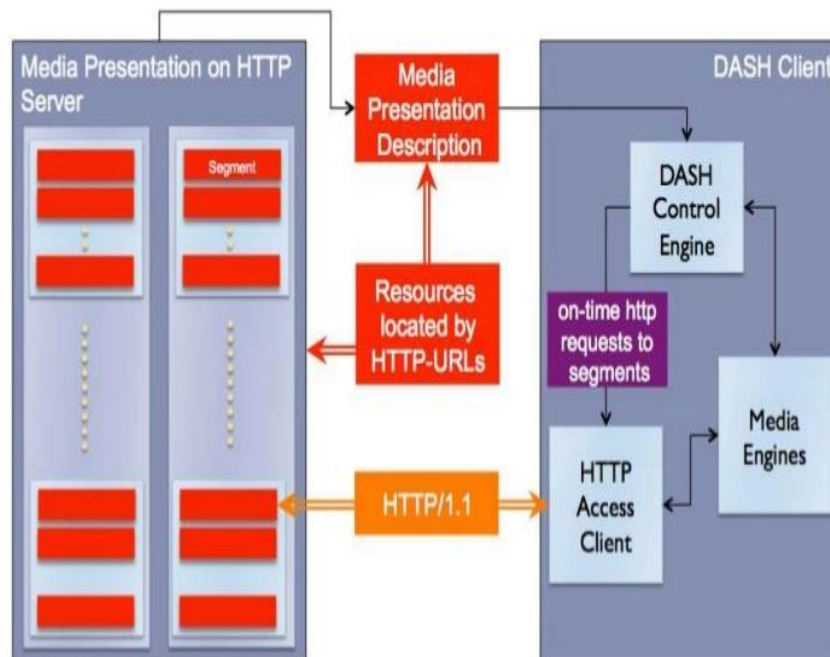 Media Presentation on HTTP
Server
Segment
Media
Presentation
Description
Resources
located by
HTTP-URLs
HTTP/1.1
DASH Client
DASH
Control
Engine
on-time http
requests to
segments
HTTP
Access
Client
Media
Engines